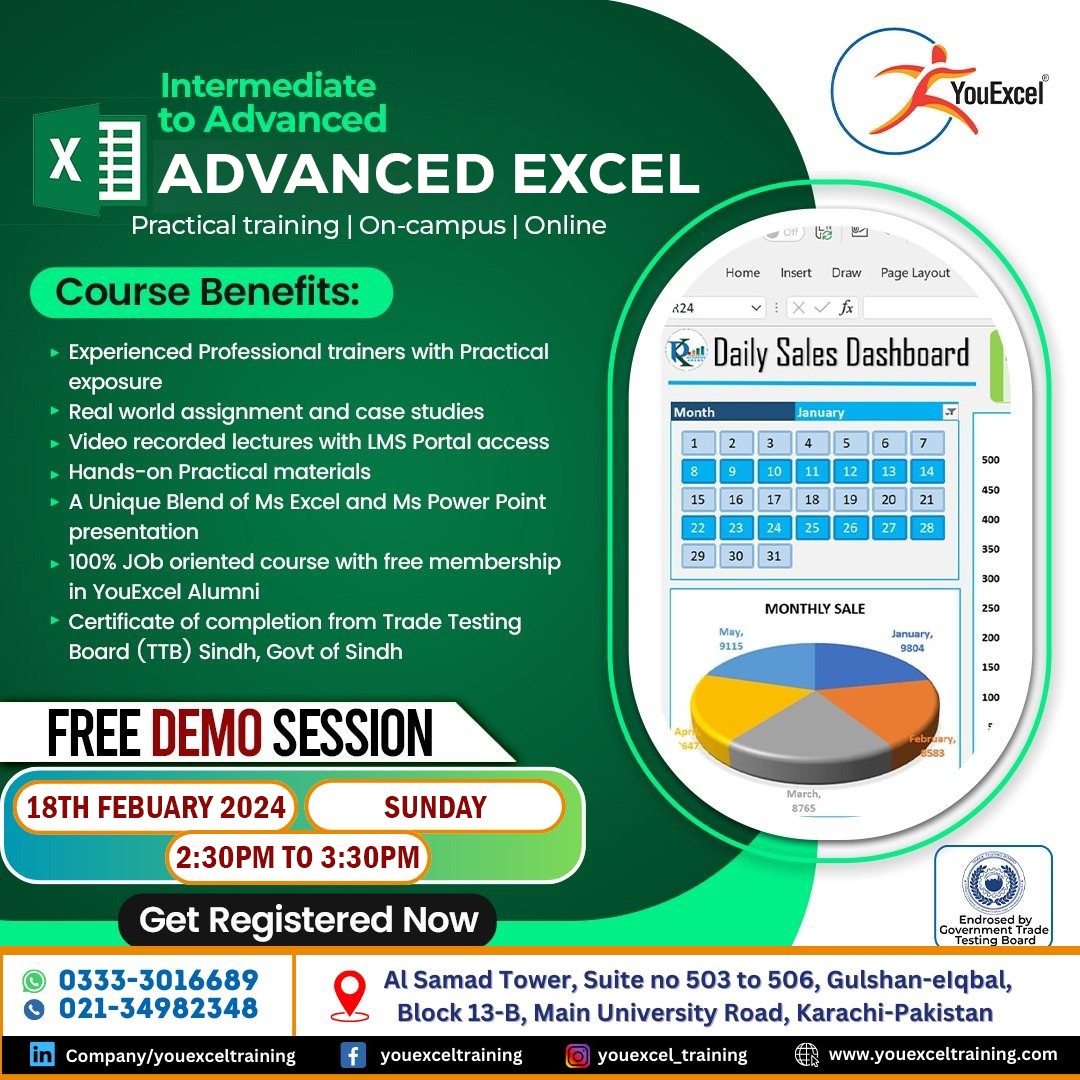 Intermediate
to Advanced
X
ADVANCED EXCEL
Practical training | On-campus | Online
YouExcel®
Course Benefits:
Experienced Professional trainers with Practical
exposure
Real world assignment and case studies
Video recorded lectures with LMS Portal access
Hands-on Practical materials
A Unique Blend of Ms Excel and Ms Power Point
presentation
100% JOb oriented course with free membership
in YouExcel Alumni
Certificate of completion from Trade Testing
Board (TTB) Sindh, Govt of Sindh
Off
Home Insert Draw Page Layout
R24 fx
Daily Sales Dashboard
Month January
1 2 3 4 5 6 7
8 9 10 11 12 13 14
15 16 17 18 19 20 21
22 23 24 25 26 27 28
29 30 31
500
450
400
350
300
250
200
150
100
MONTHLY SALE
May,
9115
January,
9804
April,
February,
8583
March,
8765
FREE DEMO SESSION
18TH FEBUARY 2024 SUNDAY
2:30PM TO 3:30PM
Get Registered Now
Endrosed by
Government Trade
Testing Board
0333-3016689
021-34982348
Al Samad Tower, Suite no 503 to 506, Gulshan-eIqbal,
Block 13-B, Main University Road, Karachi-Pakistan
in Company/youexceltraining f youexceltraining youexcel_training www.youexceltraining.com